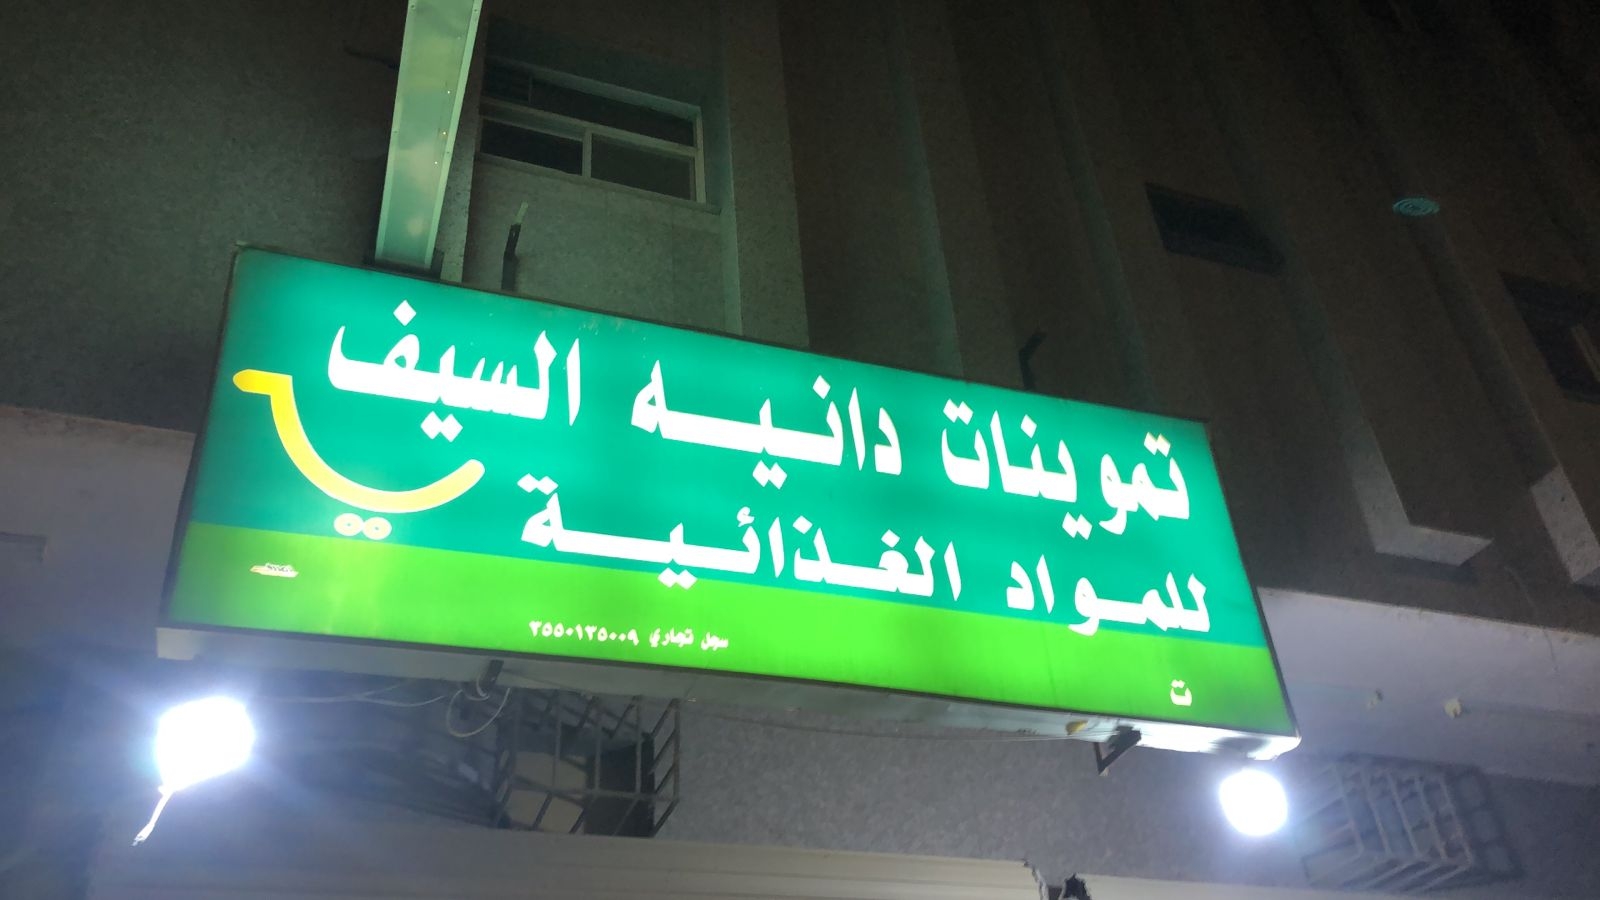 تموينات دانيه السيف
للمواد الغذائية
سجل تجاري ٣٥٥٠١٣٥٠٠٩
ت